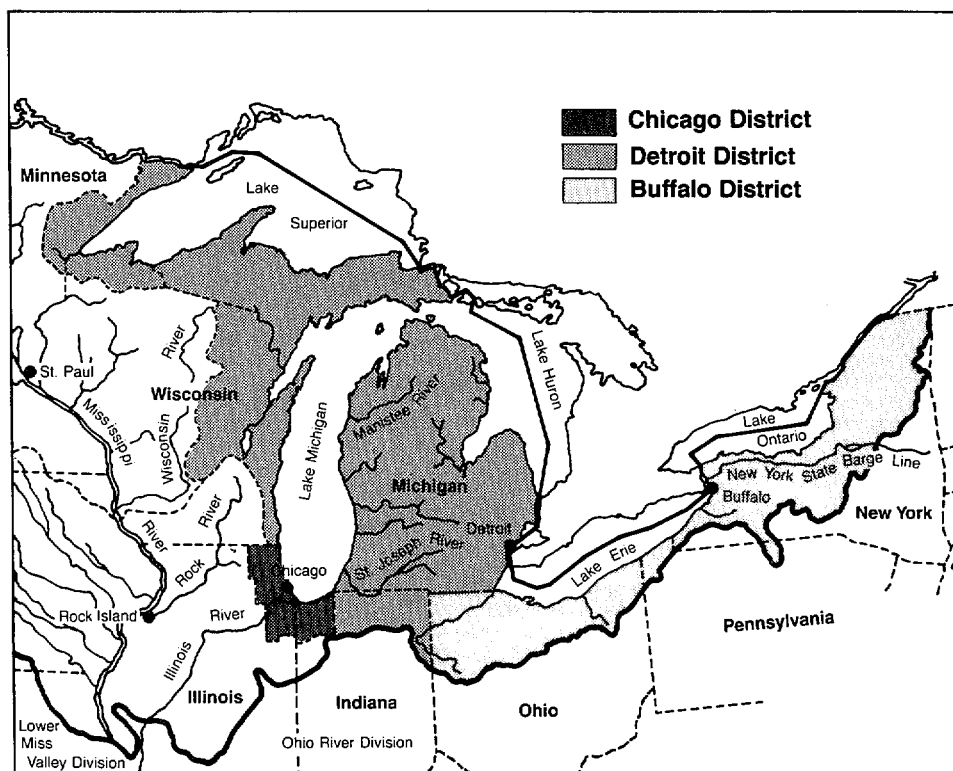 Chicago District
Detroit District
Buffalo District
Minnesota
Lake
Superior
St. Paul
Mississippi
River
Wisconsin
Wisconsin
Lake Michigan
Manistee River
Lake Huron
Michigan
Lake
Ontario
New York State Barge Line
Buffalo
New York
Detroit
St Joseph River
Lake Erie
River
Rock
River
Chicago
Rock Island
River
Illinois
Illinois
Indiana
Ohio
Pennsylvania
Lower
Miss
Valley Division
Ohio River Division